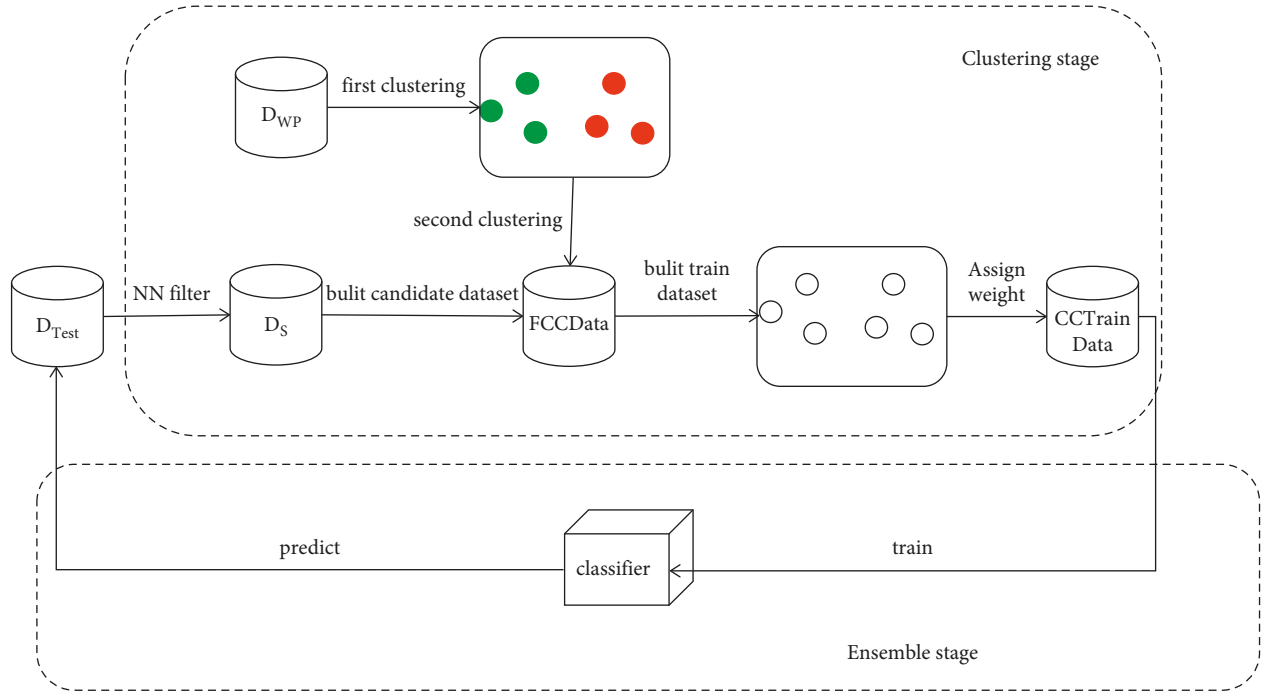 Clustering stage
first clustering
D_WP
second clustering
NN filter
bulit candidate dataset
bulit train
dataset
Assign
weight
D_Test
D_S
FCCData
CCTrain
Data
predict
classifier
train
Ensemble stage